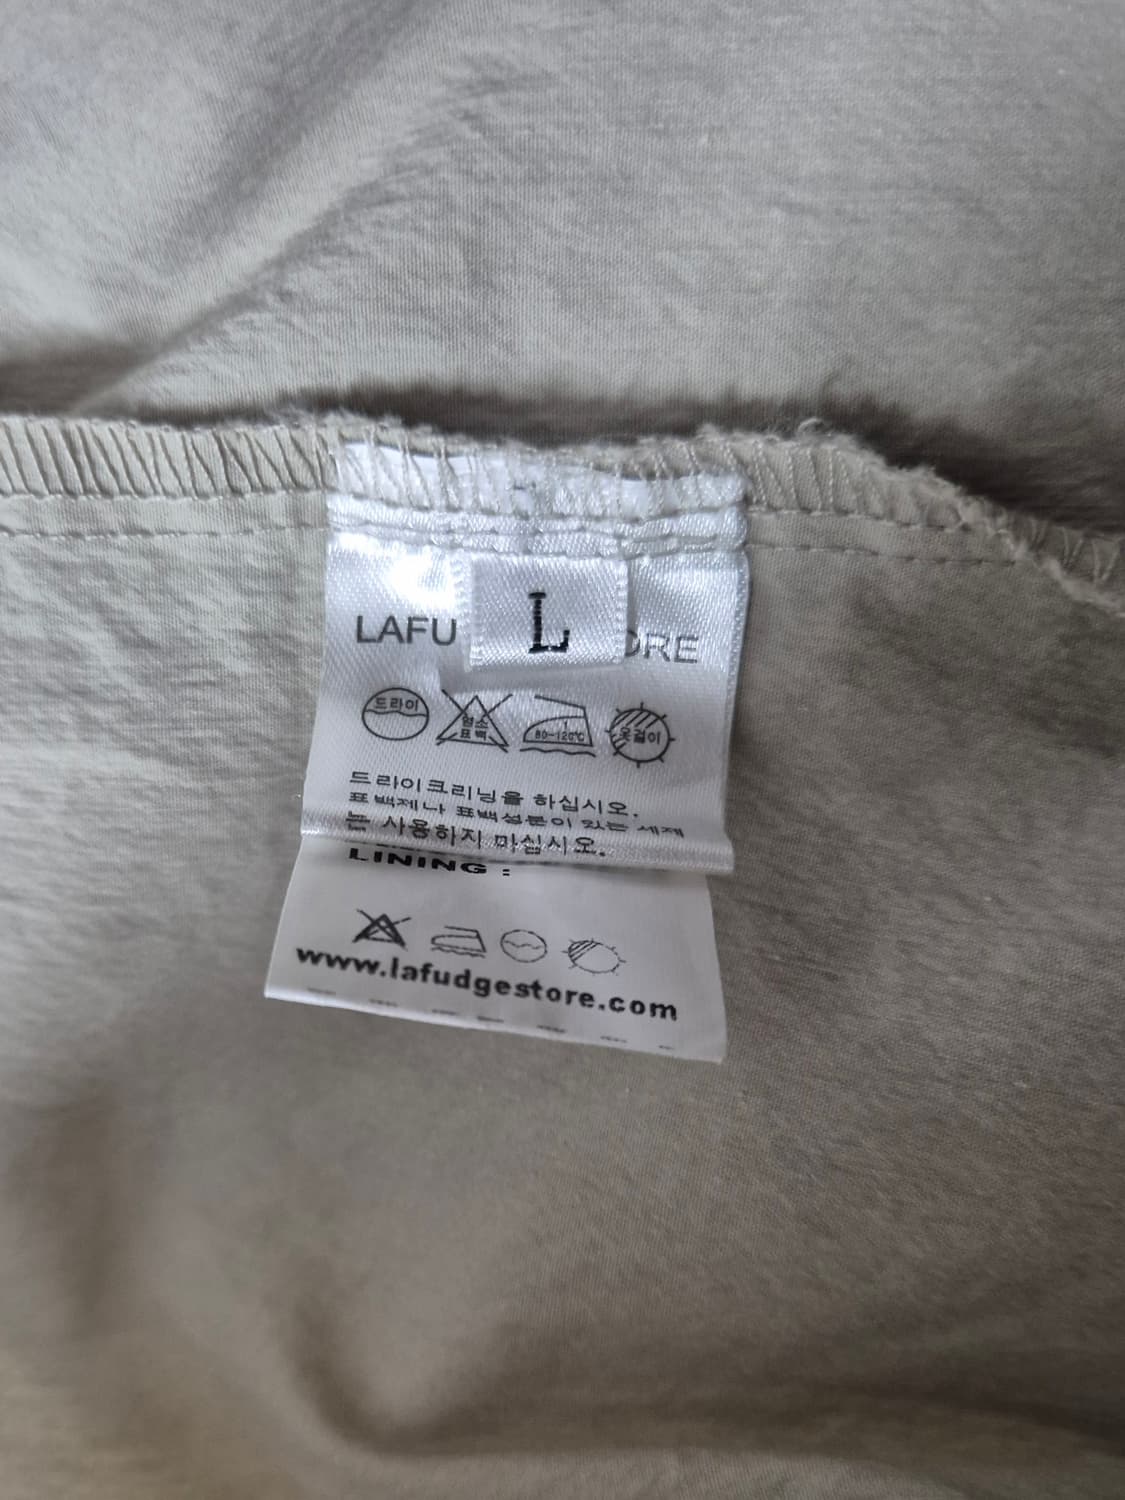 L
LAFU ORE
드라이 염소 표백 80-120°C 옷걸이
드라이크리닝을 하십시오.
표백제나 표백성분이 있는 세제
는 사용하지 마십시오.
LINING :
www.lafudgestore.com